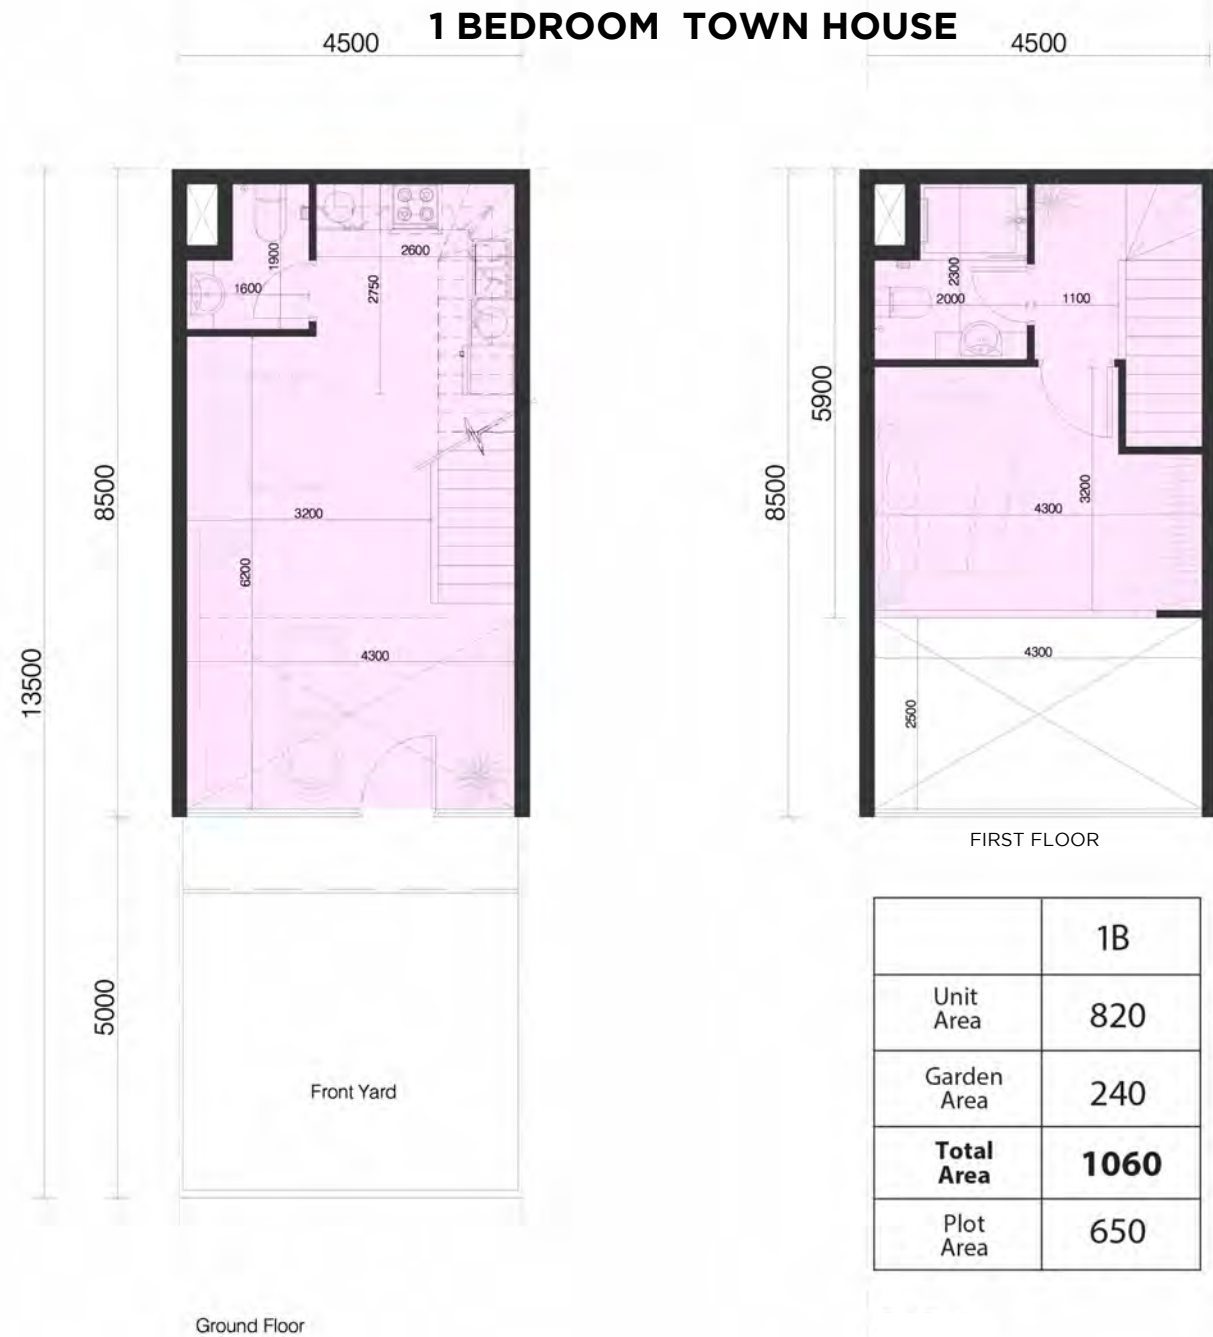 1 BEDROOM TOWN HOUSE
4500
4500
1900
2600
1600
2750
8500
3200
6200
4300
13500
5000
Front Yard
Ground Floor
2300
2000
1100
5900
8500
4300
3200
4300
2500
FIRST FLOOR
1B
Unit
Area
820
Garden
Area
240
Total
Area
1060
Plot
Area
650